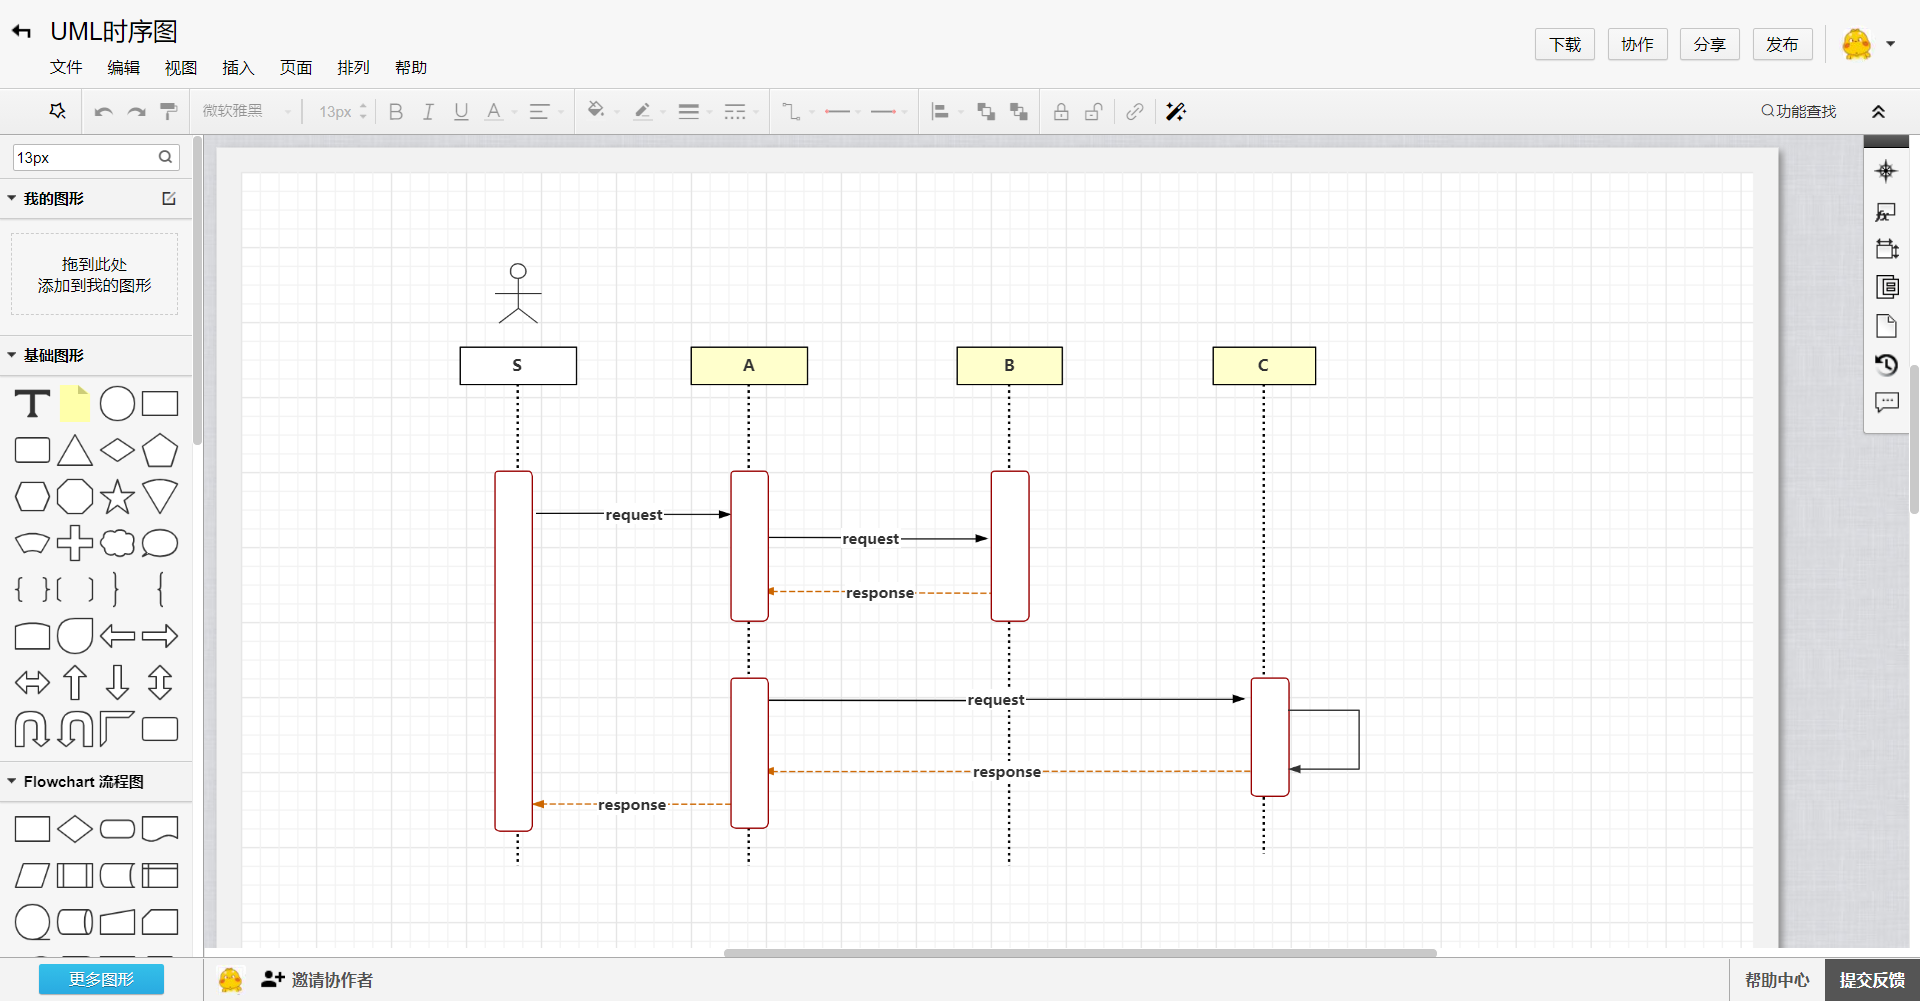 UML时序图
文件 编辑 视图 插入 页面 排列 帮助
下载 协作 分享 发布
微软雅黑 13px B I U A
功能查找
13px
我的图形
拖到此处
添加到我的图形
基础图形
Flowchart 流程图
更多图形
S A B C
request
request
response
request
response
response
邀请协作者
帮助中心 提交反馈